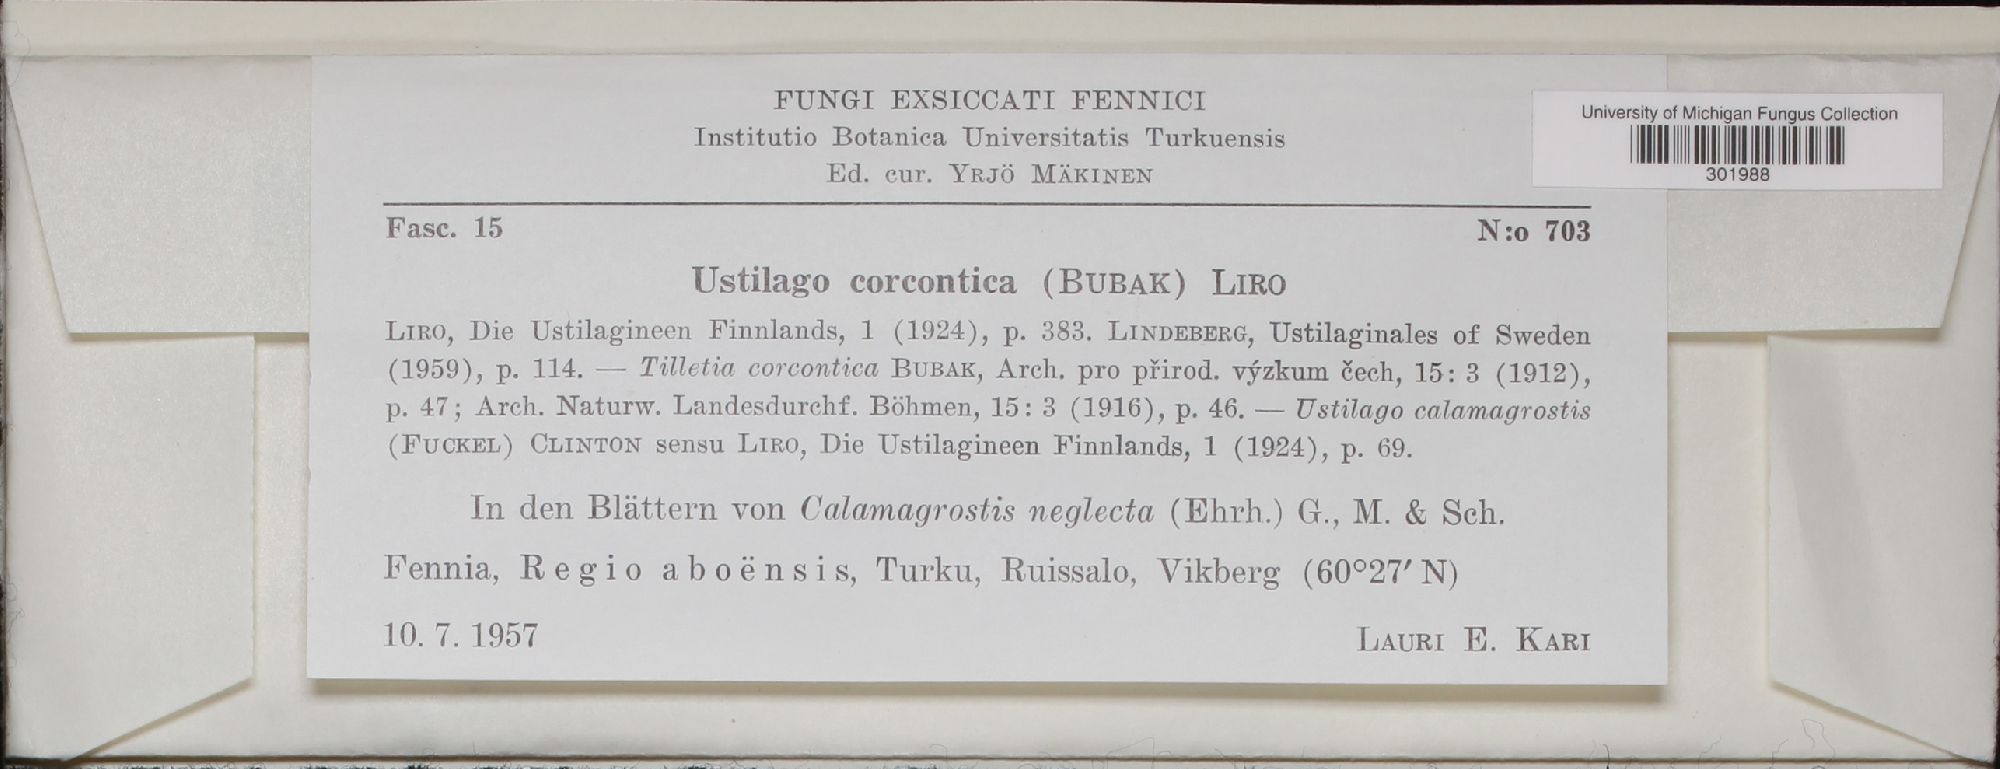 FUNGI EXSICCATI FENNICI
Institutio Botanica Universitatis Turkuensis
Ed. cur. YRJÖ MÄKINEN
University of Michigan Fungus Collection
301988
Fasc. 15 N:o 703
Ustilago corcontica (BUBAK) LIRO
LIRO, Die Ustilagineen Finnlands, 1 (1924), p. 383. LINDEBERG, Ustilaginales of Sweden
(1959), p. 114. — Tilletia corcontica BUBAK, Arch. pro přirod. výzkum čech, 15: 3 (1912),
p. 47; Arch. Naturw. Landesdurchf. Böhmen, 15: 3 (1916), p. 46. — Ustilago calamagrostis
(FUCKEL) CLINTON sensu LIRO, Die Ustilagineen Finnlands, 1 (1924), p. 69.
In den Blättern von Calamagrostis neglecta (Ehrh.) G., M. & Sch.
Fennia, Regio aboënsis, Turku, Ruissalo, Vikberg (60°27′ N)
10. 7. 1957 LAURI E. KARI